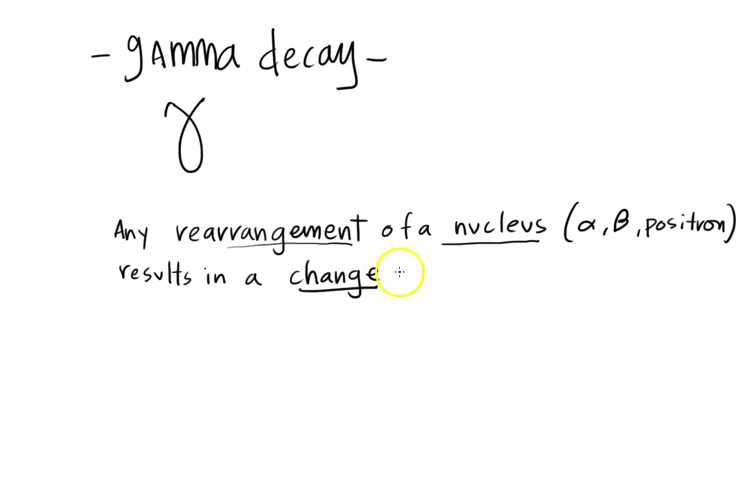 - gamma decay -
γ
Any rearrangement of a nucleus (α, β, positron)
results in a change